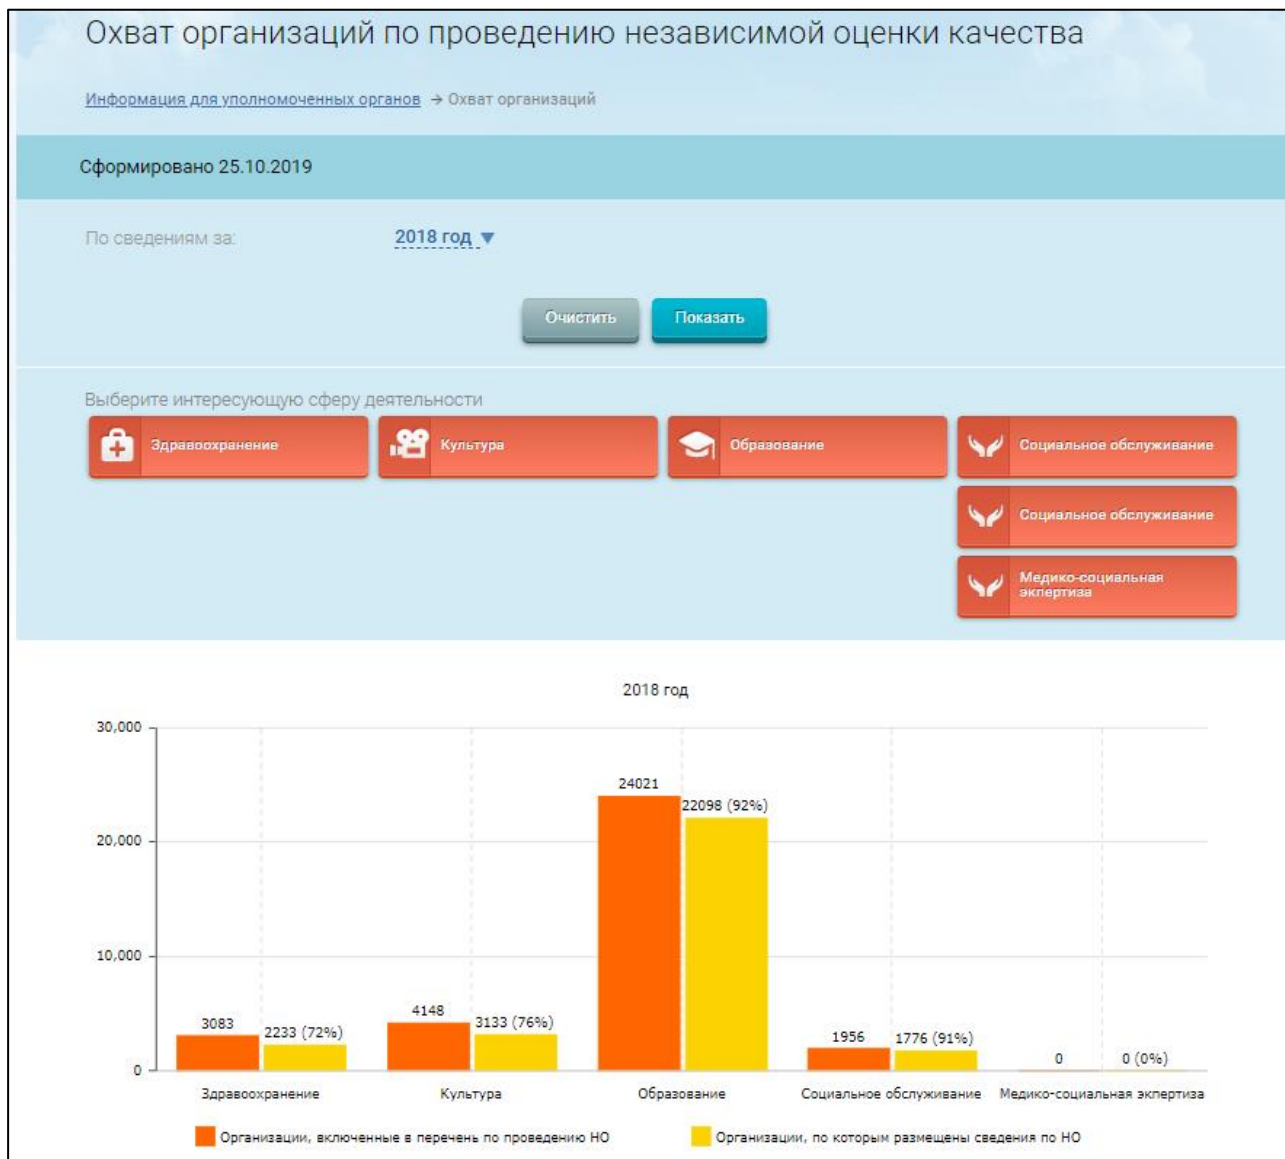 Охват организаций по проведению независимой оценки качества
Информация для уполномоченных органов → Охват организаций
Сформировано 25.10.2019
По сведениям за: 2018 год ▼
Очистить Показать
Выберите интересующую сферу деятельности
Здравоохранение Культура Образование Социальное обслуживание
Социальное обслуживание
Медико-социальная
экпертиза
2018 год
30,000
24021
22098 (92%)
20,000
10,000
3083 2233 (72%) 4148 3133 (76%) 1956 1776 (91%) 0 0 (0%)
0
Здравоохранение Культура Образование Социальное обслуживание Медико-социальная экпертиза
Организации, включенные в перечень по проведению НО Организации, по которым размещены сведения по НО